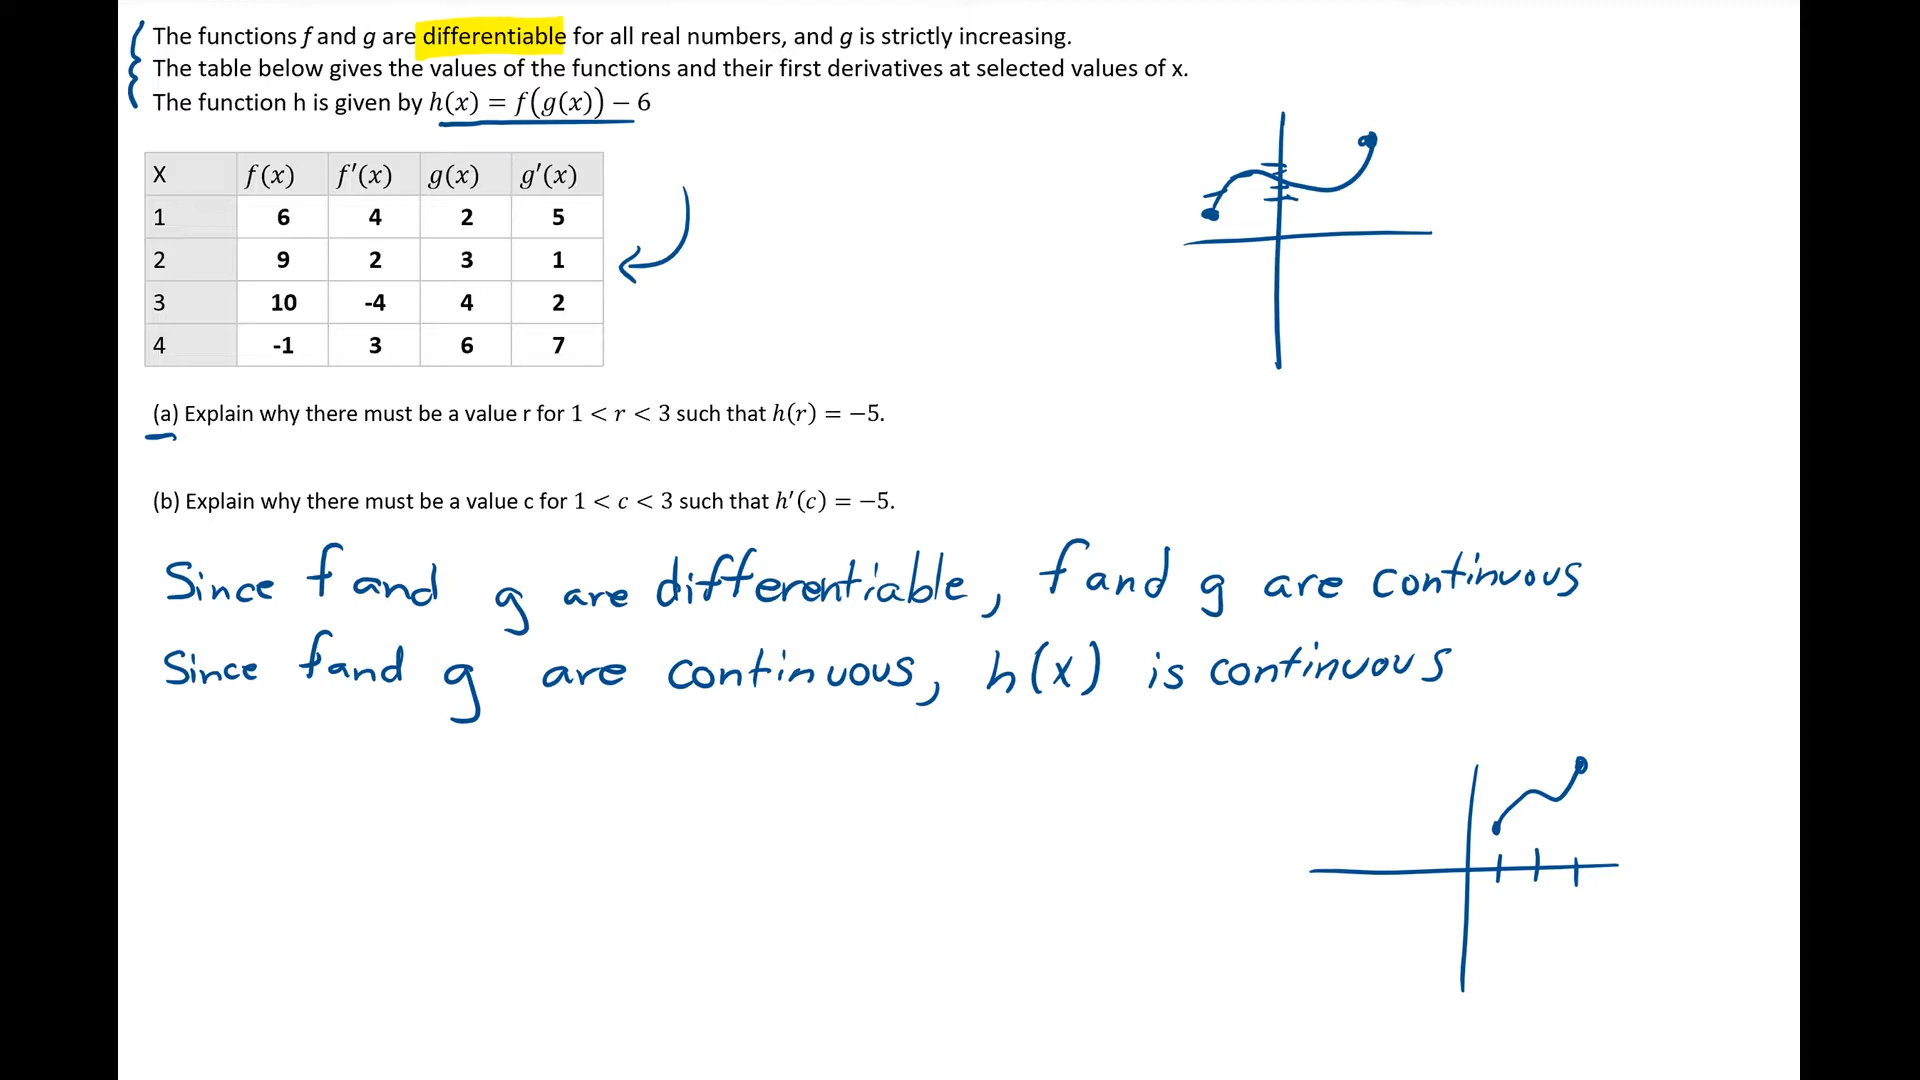 The functions f and g are differentiable for all real numbers, and g is strictly increasing.
The table below gives the values of the functions and their first derivatives at selected values of x.
The function h is given by h(x) = f(g(x)) − 6
X f(x) f′(x) g(x) g′(x)
1 6 4 2 5
2 9 2 3 1
3 10 -4 4 2
4 -1 3 6 7
(a) Explain why there must be a value r for 1 < r < 3 such that h(r) = −5.
(b) Explain why there must be a value c for 1 < c < 3 such that h′(c) = −5.
Since f and g are differentiable, f and g are continuous
Since f and g are continuous, h(x) is continuous